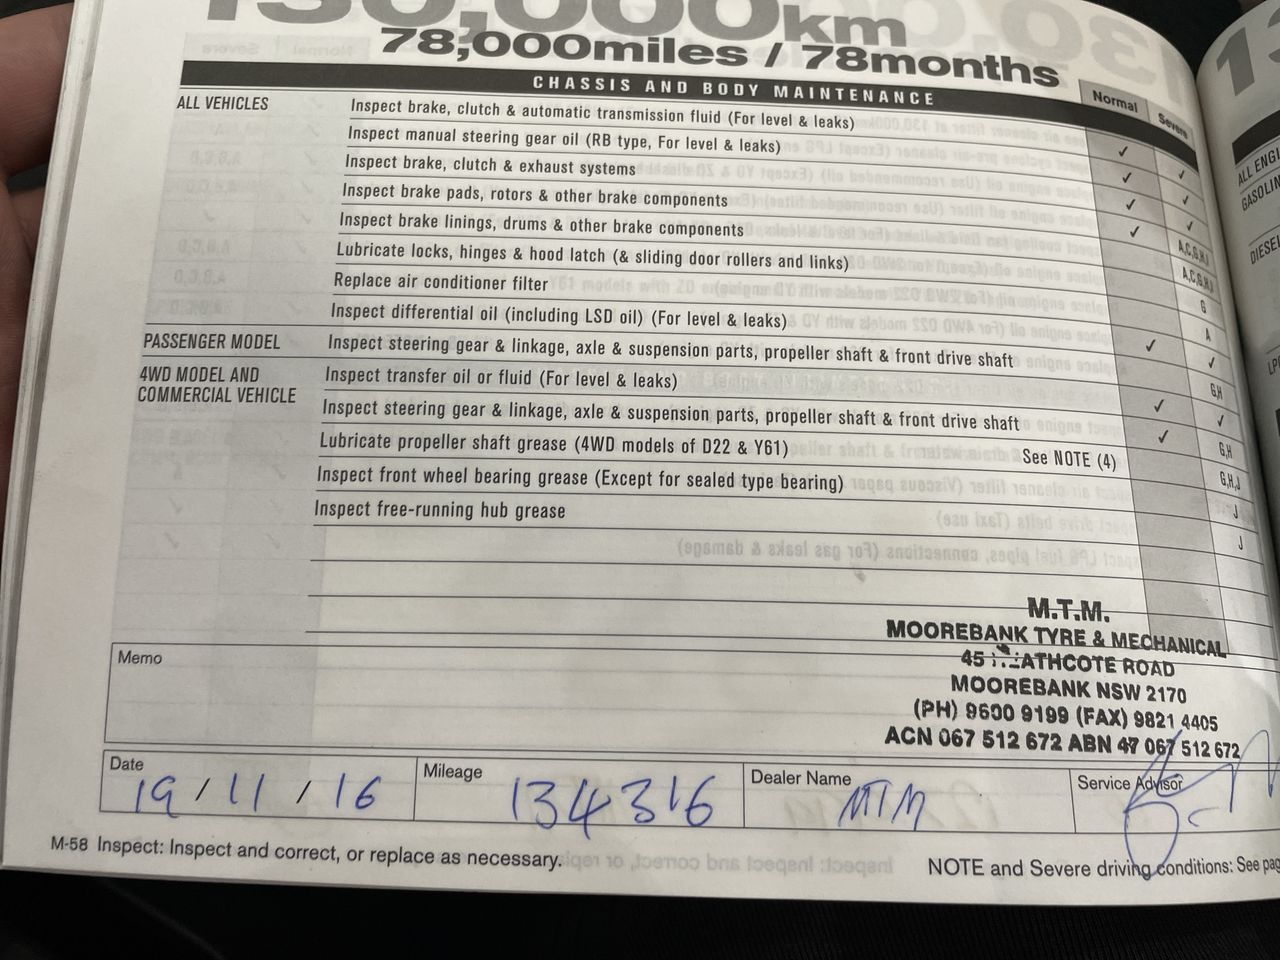 130,000km
78,000miles / 78months
CHASSIS AND BODY MAINTENANCE
Normal Severe
ALL VEHICLES Inspect brake, clutch & automatic transmission fluid (For level & leaks) ✓ ✓
Inspect manual steering gear oil (RB type, For level & leaks) ✓ ✓
Inspect brake, clutch & exhaust systems ✓ ✓
Inspect brake pads, rotors & other brake components ✓ A,C,G,H,J
Inspect brake linings, drums & other brake components A,C,G,H,J
Lubricate locks, hinges & hood latch (& sliding door rollers and links) G
Replace air conditioner filter A
Inspect differential oil (including LSD oil) (For level & leaks) ✓ ✓
PASSENGER MODEL Inspect steering gear & linkage, axle & suspension parts, propeller shaft & front drive shaft G,H
4WD MODEL AND
COMMERCIAL VEHICLE
Inspect transfer oil or fluid (For level & leaks) ✓ ✓
Inspect steering gear & linkage, axle & suspension parts, propeller shaft & front drive shaft ✓ G,H
Lubricate propeller shaft grease (4WD models of D22 & Y61) See NOTE (4) G,H,J
Inspect front wheel bearing grease (Except for sealed type bearing) J
Inspect free-running hub grease J
M.T.M.
MOOREBANK TYRE & MECHANICAL
45 HEATHCOTE ROAD
MOOREBANK NSW 2170
(PH) 9600 9199 (FAX) 9821 4405
ACN 067 512 672 ABN 47 067 512 672
Memo
Date 19/11/16 Mileage 134316 Dealer Name MTM Service Advisor
M-58 Inspect: Inspect and correct, or replace as necessary.
NOTE and Severe driving conditions: See